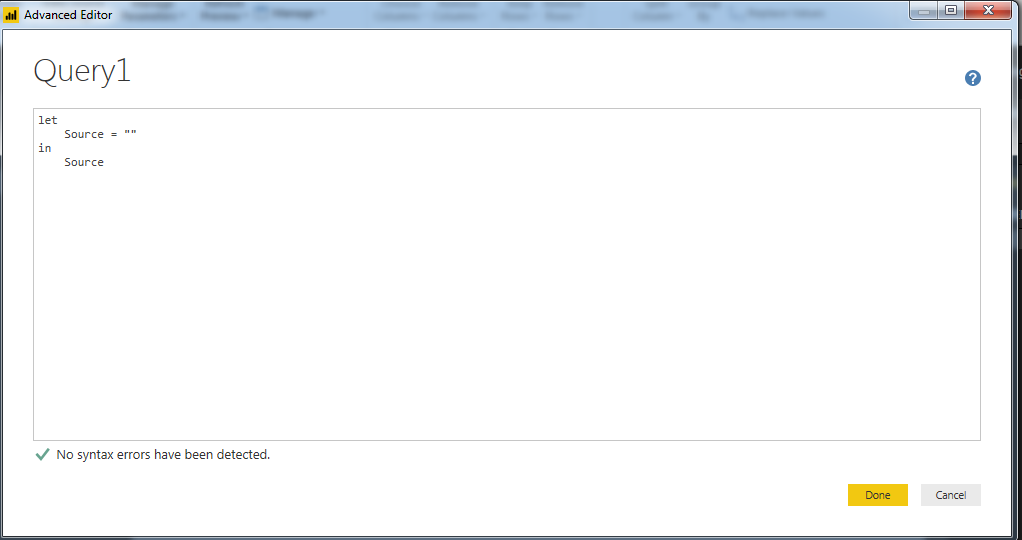 Advanced Editor
Query1
let
    Source = ""
in
    Source
No syntax errors have been detected.
Done
Cancel